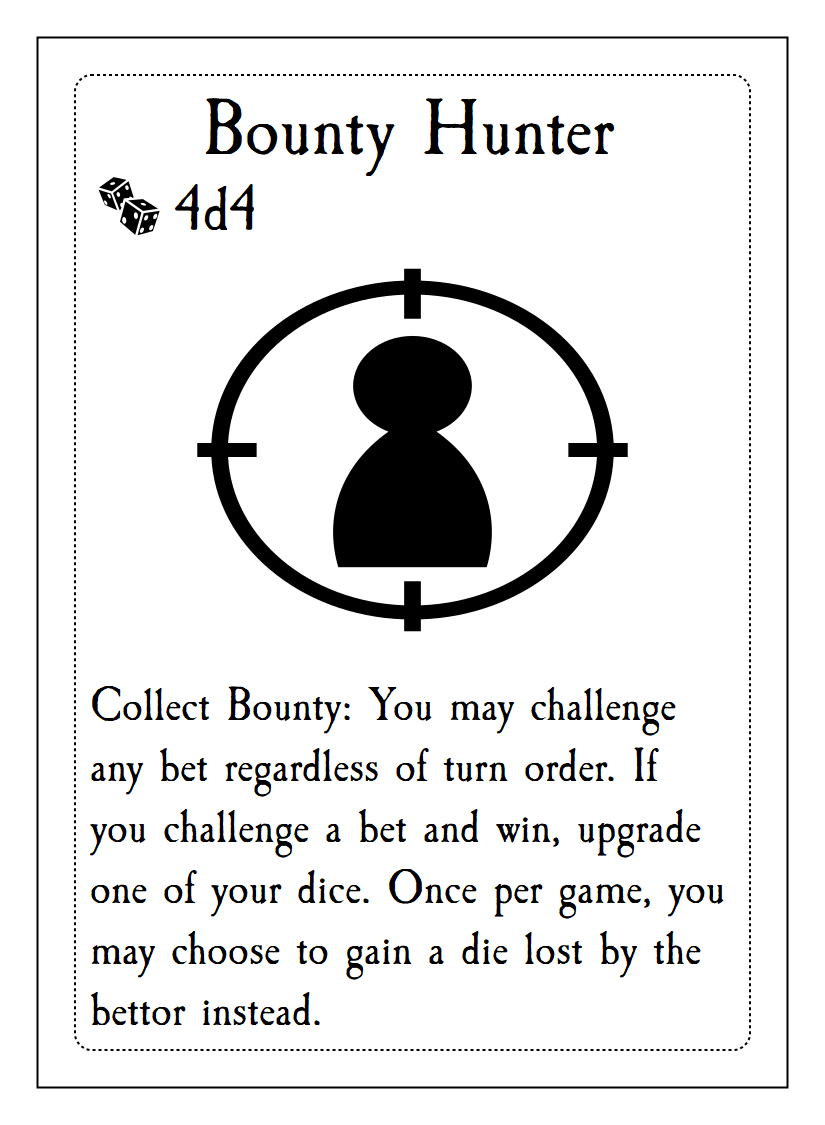 Bounty Hunter
4d4
Collect Bounty: You may challenge
any bet regardless of turn order. If
you challenge a bet and win, upgrade
one of your dice. Once per game, you
may choose to gain a die lost by the
bettor instead.